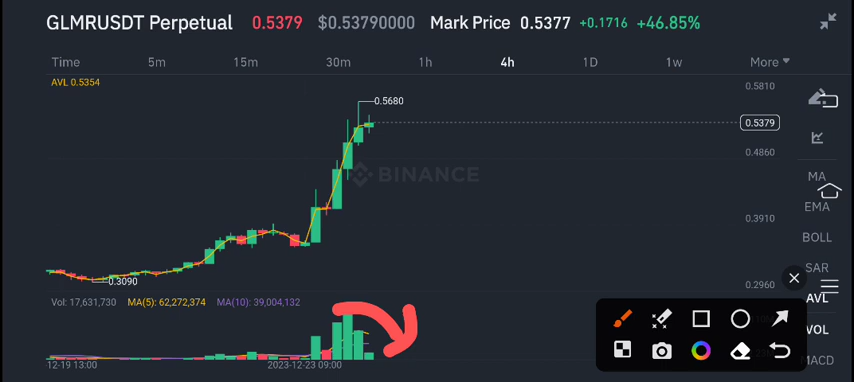 GLMRUSDT Perpetual 0.5379 $0.53790000 Mark Price 0.5377 +0.1716 +46.85%
Time 5m 15m 30m 1h 4h 1D 1w More
AVL 0.5354
0.5810
0.5680
0.5379
0.4860
BINANCE
MA
0.3910
EMA
BOLL
0.3090
0.2960
SAR
AVL
Vol: 17,631,730 MA(5): 62,272,374 MA(10): 39,004,132
VOL
12-19 13:00 2023-12-23 09:00
MACD